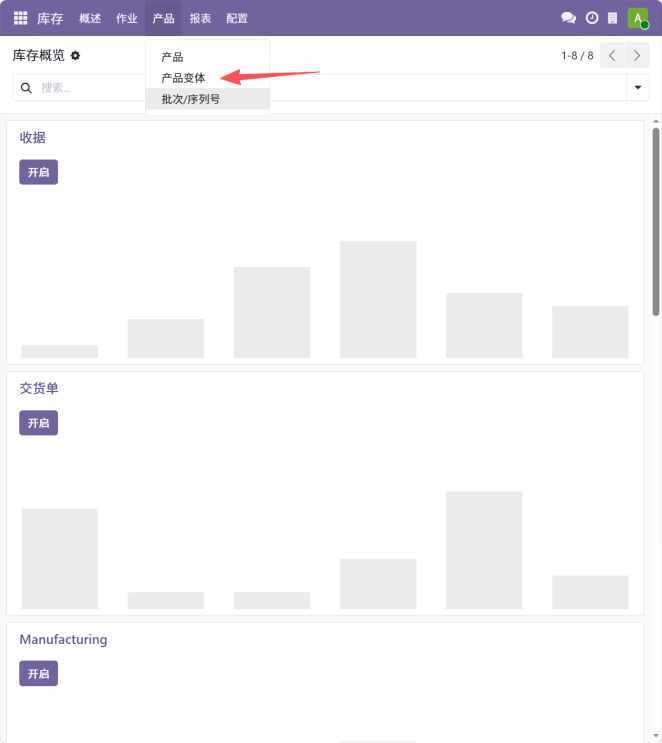 库存 概述 作业 产品 报表 配置 A
库存概览 1-8 / 8
产品
产品变体
批次/序列号
搜索...
收据
开启
交货单
开启
Manufacturing
开启